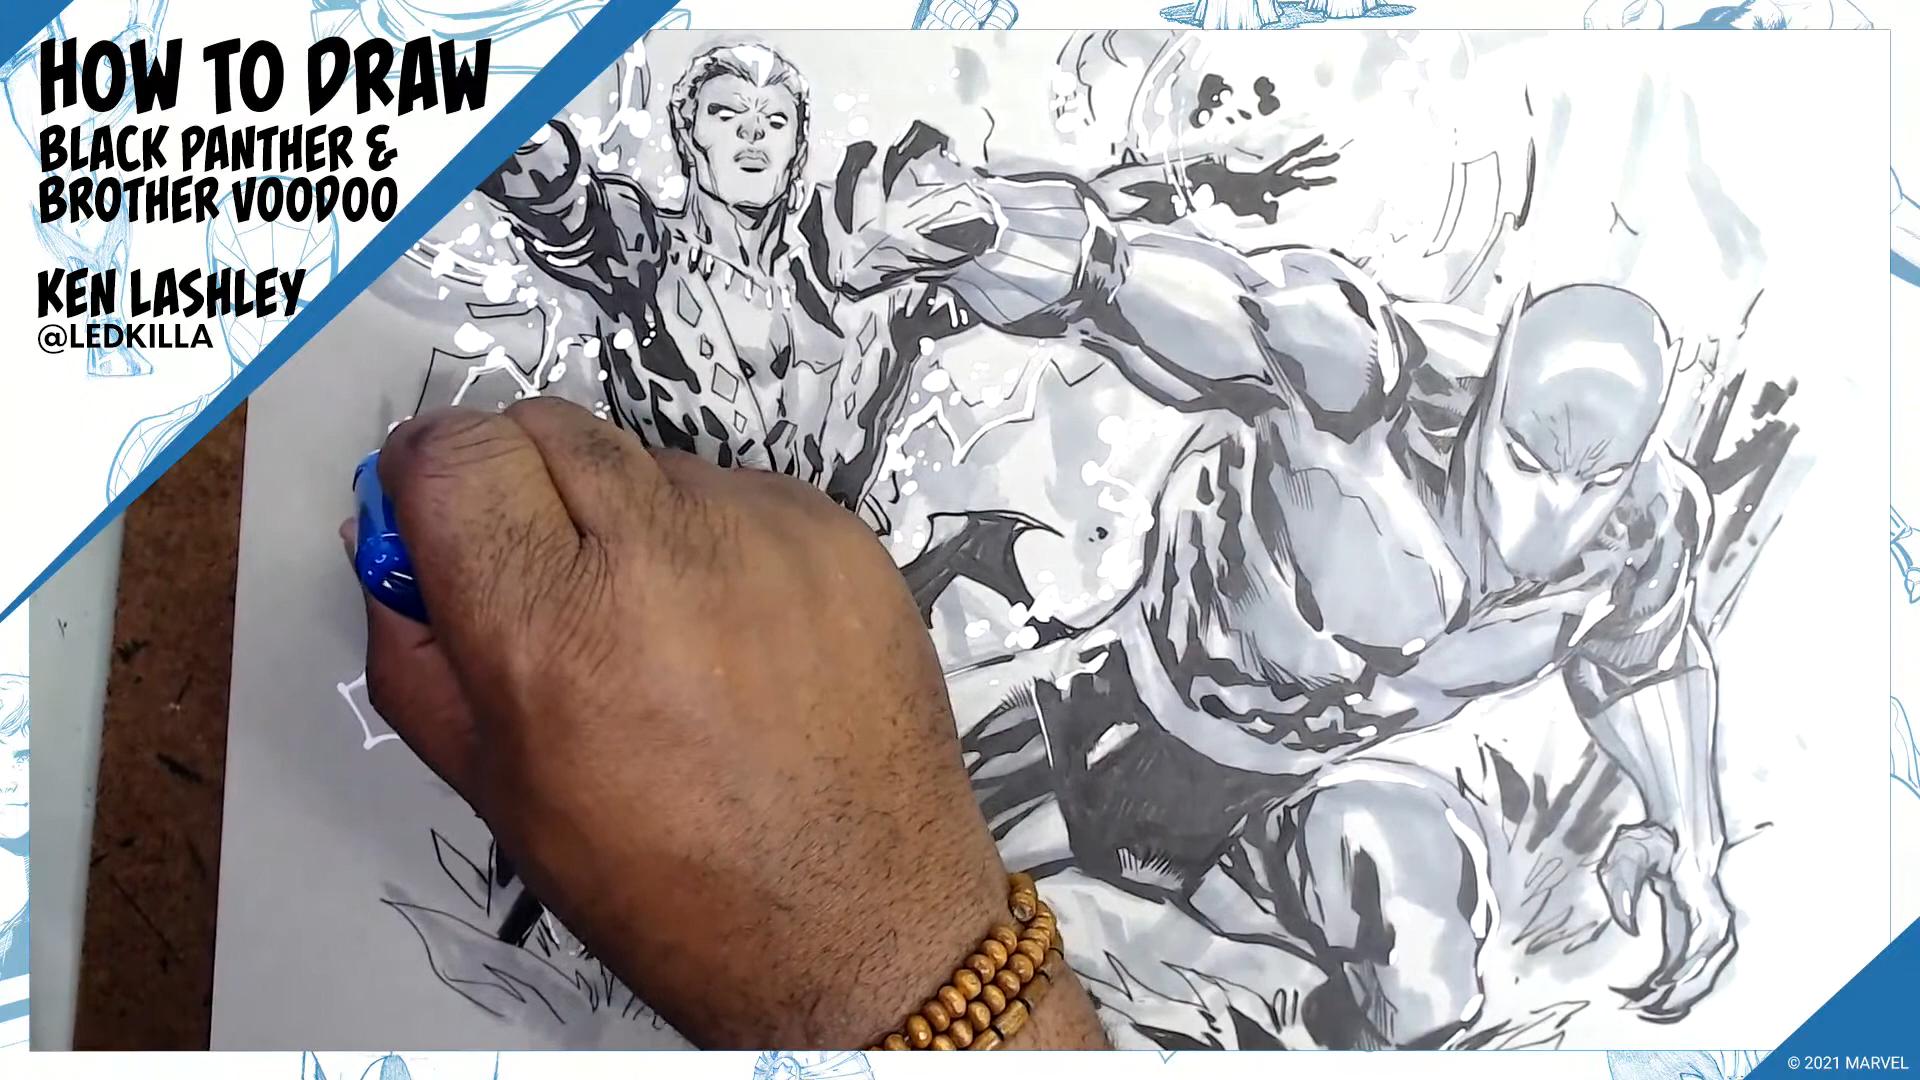 HOW TO DRAW
BLACK PANTHER &
BROTHER VOODOO
KEN LASHLEY
@LEDKILLA
© 2021 MARVEL